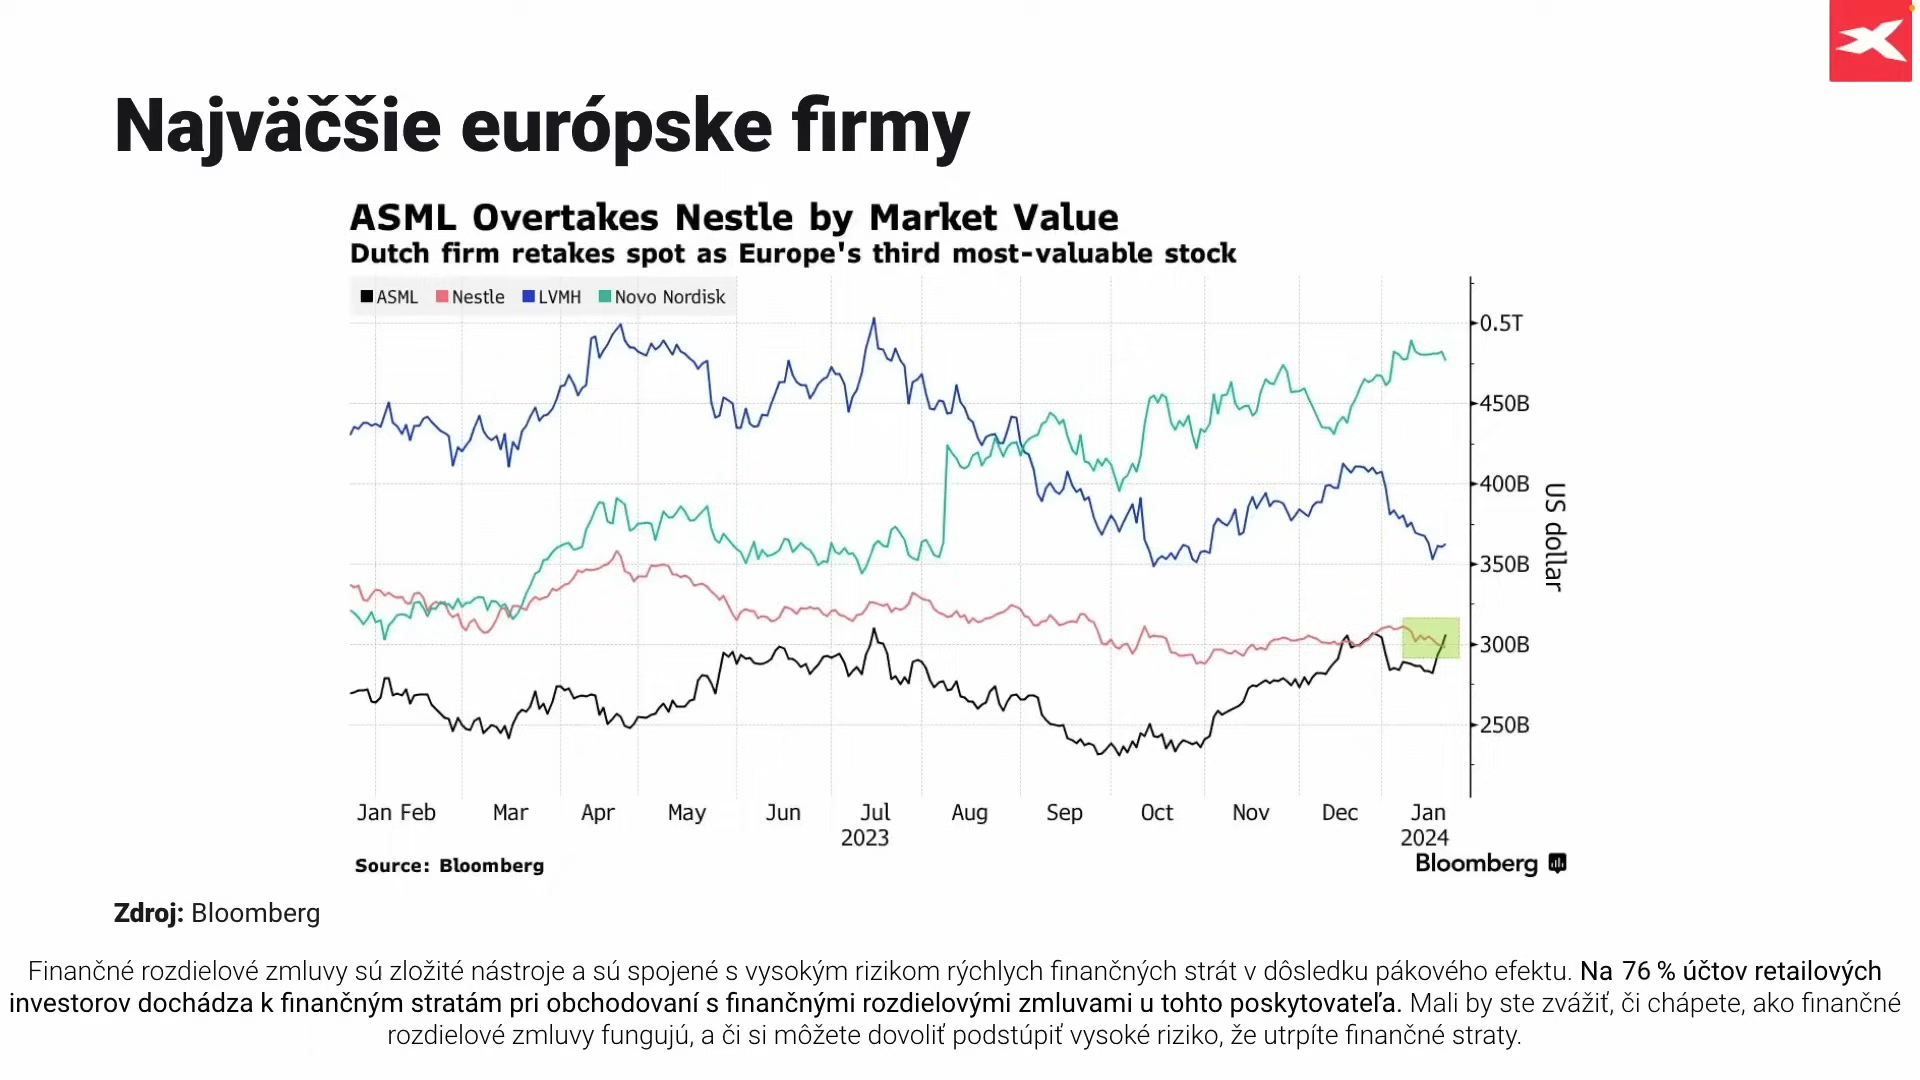 Najväčšie európske firmy
ASML Overtakes Nestle by Market Value
Dutch firm retakes spot as Europe's third most-valuable stock
ASML Nestle LVMH Novo Nordisk
0.5T
450B
400B
350B
300B
250B
US dollar
Jan Feb Mar Apr May Jun Jul Aug Sep Oct Nov Dec Jan
2023 2024
Source: Bloomberg
Bloomberg
Zdroj: Bloomberg
Finančné rozdielové zmluvy sú zložité nástroje a sú spojené s vysokým rizikom rýchlych finančných strát v dôsledku pákového efektu. Na 76 % účtov retailových
investorov dochádza k finančným stratám pri obchodovaní s finančnými rozdielovými zmluvami u tohto poskytovateľa. Mali by ste zvážiť, či chápete, ako finančné
rozdielové zmluvy fungujú, a či si môžete dovoliť podstúpiť vysoké riziko, že utrpíte finančné straty.